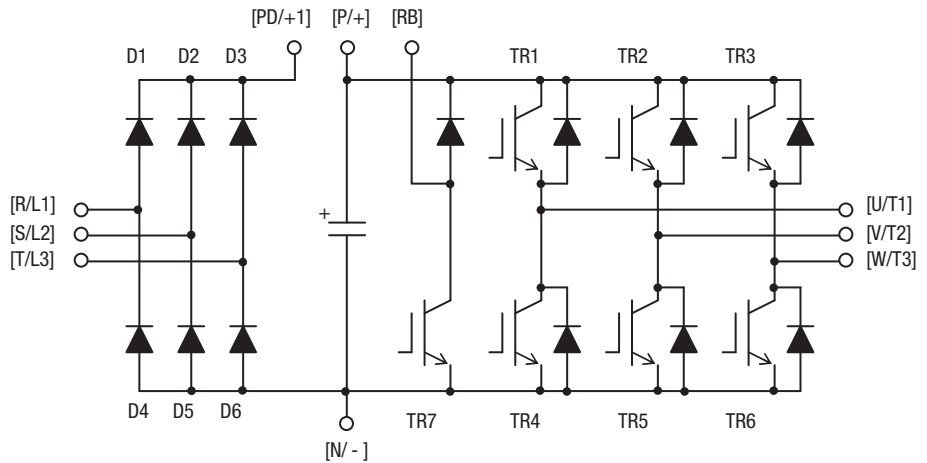 [PD/+1] [P/+] [RB]
D1 D2 D3 TR1 TR2 TR3
[R/L1] [U/T1]
[S/L2] + [V/T2]
[T/L3] [W/T3]
D4 D5 D6 TR7 TR4 TR5 TR6
[N/ - ]